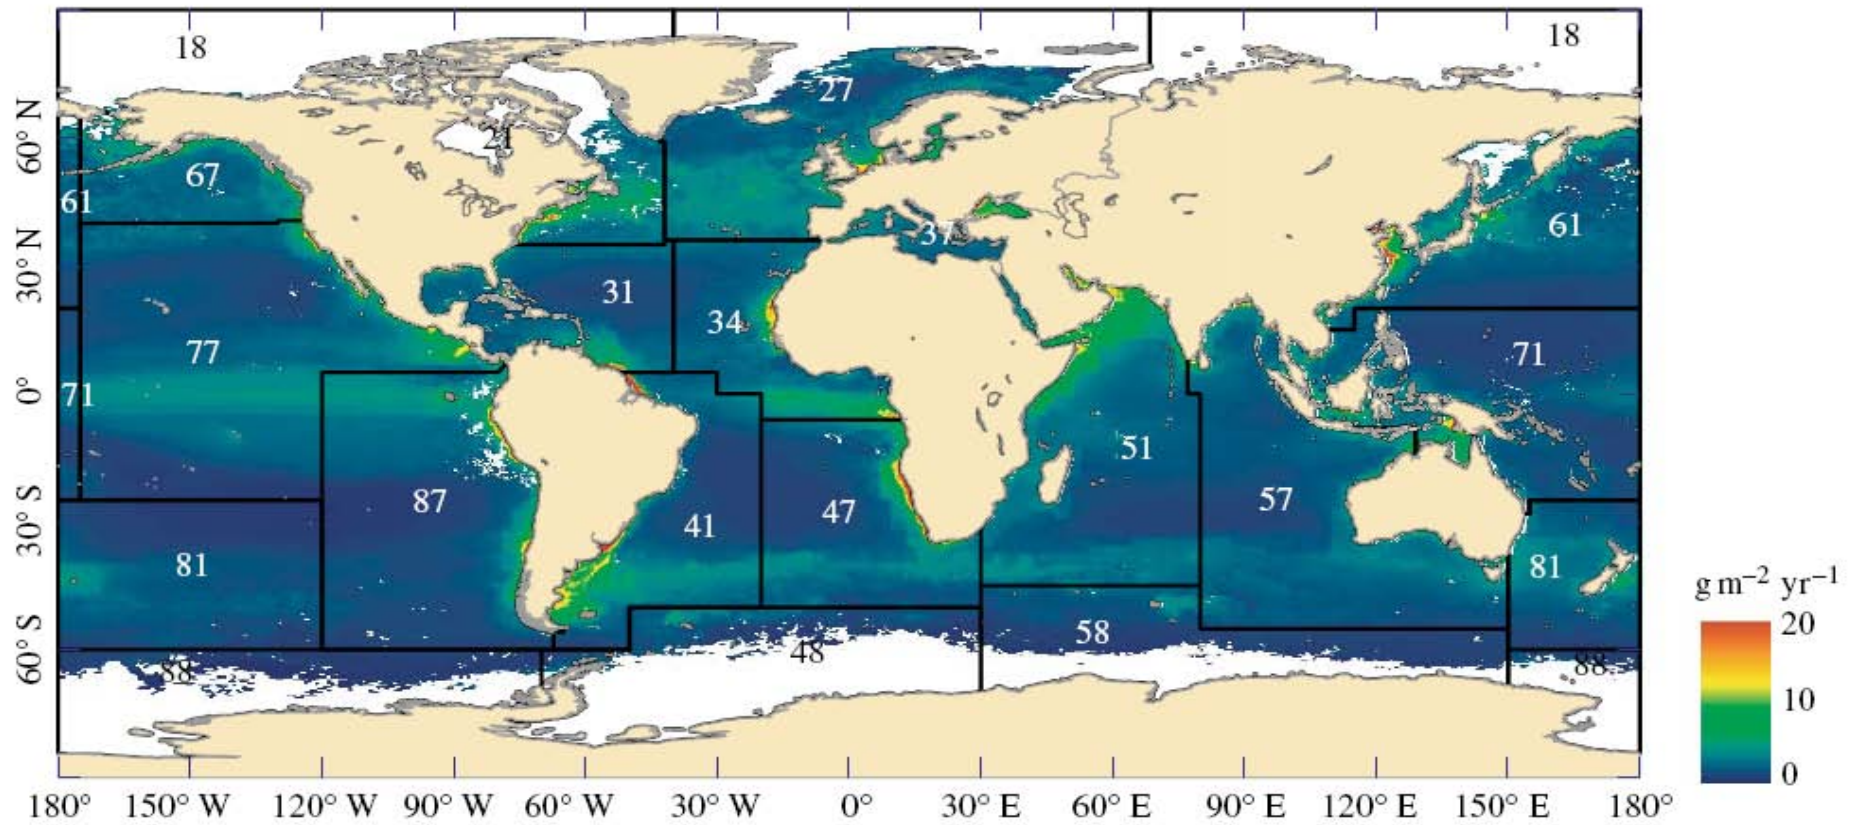 18
18
27
21
67
61
61
37
31
34
77
71
71
51
87
57
47
41
81
81
58
48
88
88
60° N
30° N
0°
30° S
60° S
180°
150° W
120° W
90° W
60° W
30° W
0°
30° E
60° E
90° E
120° E
150° E
180°
g m⁻² yr⁻¹
20
10
0